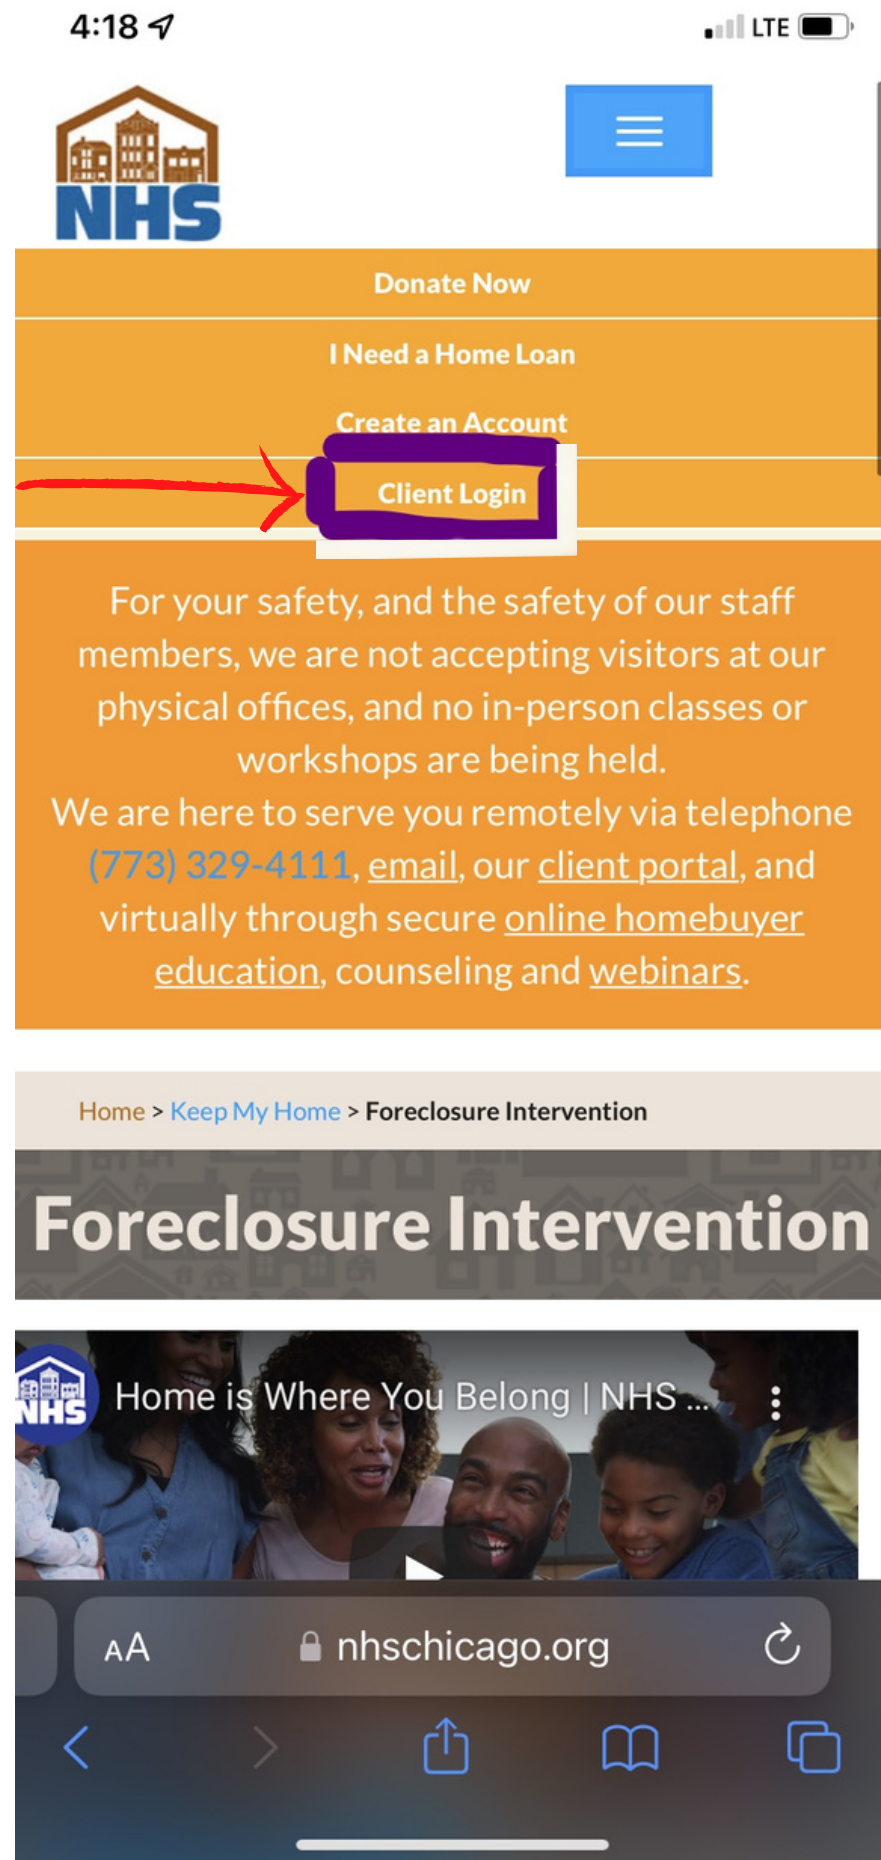 4:18
LTE
NHS
Donate Now
I Need a Home Loan
Create an Account
Client Login
For your safety, and the safety of our staff
members, we are not accepting visitors at our
physical offices, and no in-person classes or
workshops are being held.
We are here to serve you remotely via telephone
(773) 329-4111, email, our client portal, and
virtually through secure online homebuyer
education, counseling and webinars.
Home > Keep My Home > Foreclosure Intervention
Foreclosure Intervention
NHS
Home is Where You Belong | NHS ...
AA
nhschicago.org